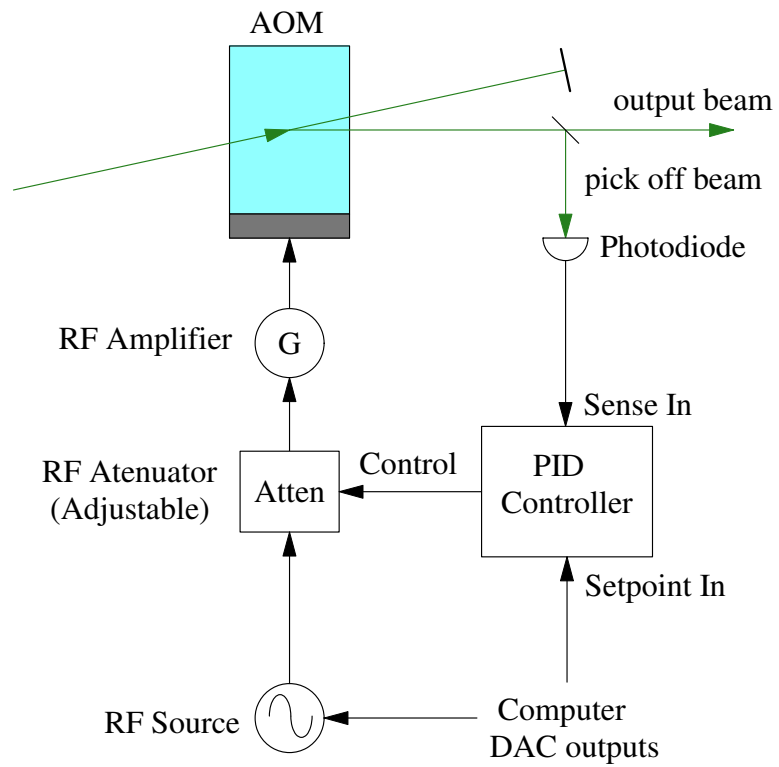 AOM
output beam
pick off beam
Photodiode
RF Amplifier
G
Sense In
RF Atenuator
(Adjustable)
Atten
Control
PID
Controller
Setpoint In
RF Source
Computer
DAC outputs